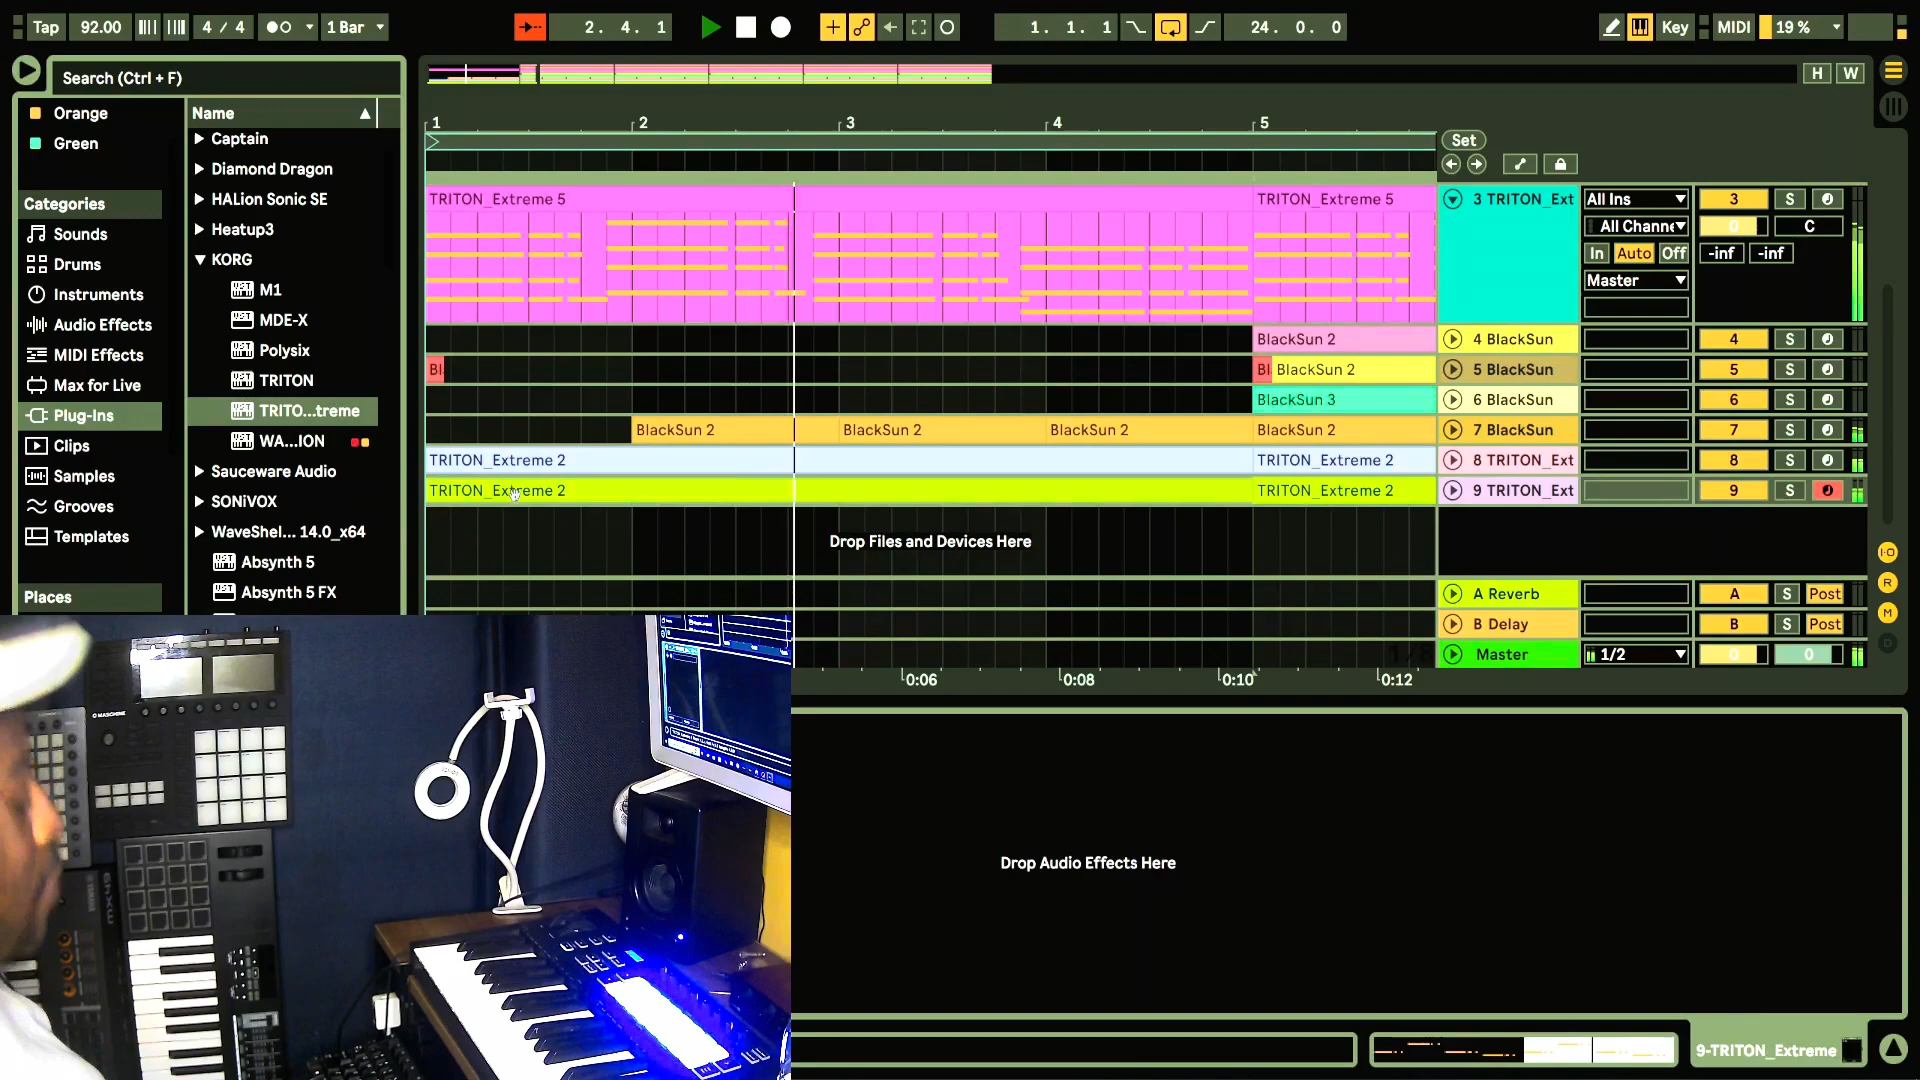 Tap 92.00 4 / 4 1 Bar 2. 4. 1 1. 1. 1 24. 0. 0 Key MIDI 19 %
Search (Ctrl + F)
H W
Orange
Green
Categories
Sounds
Drums
Instruments
Audio Effects
MIDI Effects
Max for Live
Plug-Ins
Clips
Samples
Grooves
Templates
Places
Name
Captain
Diamond Dragon
HALion Sonic SE
Heatup3
KORG
M1
MDE-X
Polysix
TRITON
TRITO...treme
WA...ION
Sauceware Audio
SONiVOX
WaveShel... 14.0_x64
Absynth 5
Absynth 5 FX
1 2 3 4 5
Set
TRITON_Extreme 5 TRITON_Extreme 5 3 TRITON_Ext All Ins 3 S
All Channe 0 C
In Auto Off -inf -inf
Master
BlackSun 2 4 BlackSun 4 S
Bl. Bl. BlackSun 2 5 BlackSun 5 S
BlackSun 3 6 BlackSun 6 S
BlackSun 2 BlackSun 2 BlackSun 2 BlackSun 2 7 BlackSun 7 S
TRITON_Extreme 2 TRITON_Extreme 2 8 TRITON_Ext 8 S
TRITON_Extreme 2 TRITON_Extreme 2 9 TRITON_Ext 9 S
Drop Files and Devices Here
A Reverb A S Post
B Delay B S Post
Master 1/2 0 0
0:06 0:08 0:10 0:12
I·O
R
M
D
MASCHINE
YAMAHA
Drop Audio Effects Here
9-TRITON_Extreme